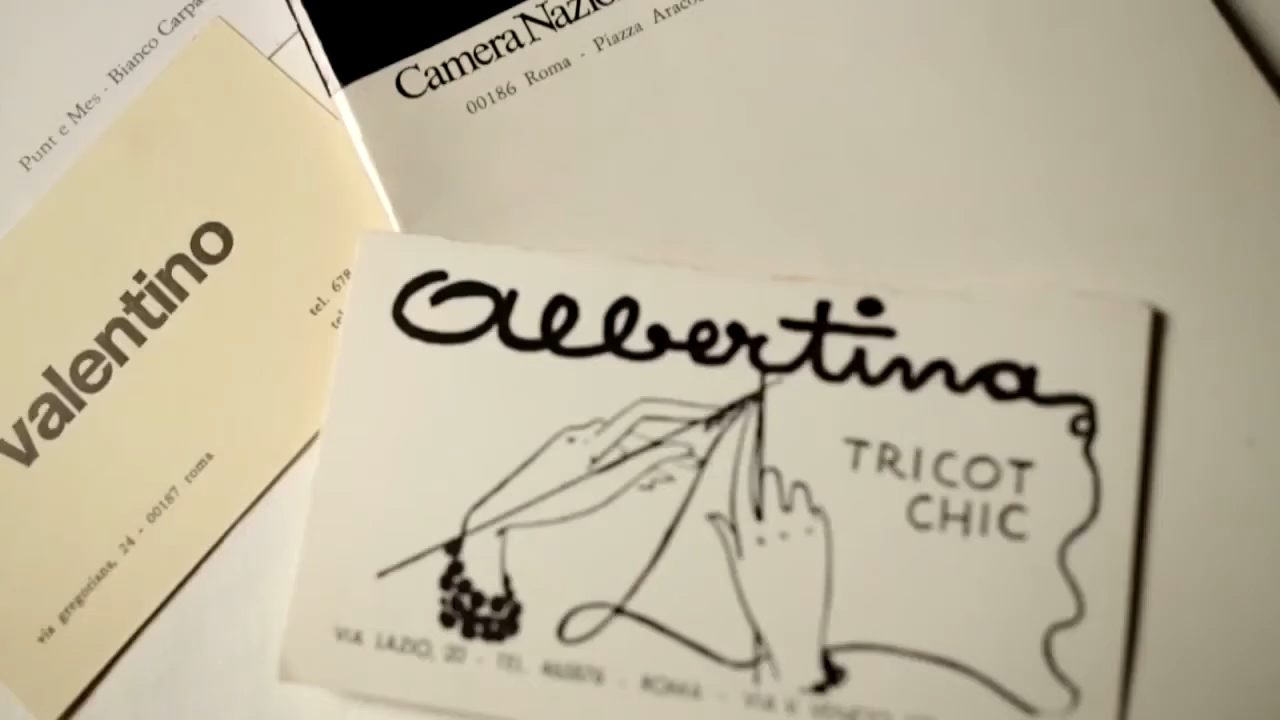 Punt e Mes - Bianco Carpa
Camera Nazio
00186 Roma - Piazza Araco
valentino
tel. 678
tel
via gregoriana, 24 - 00187 roma
albertina
TRICOT
CHIC
VIA LAZIO, 20 - TEL. - ROMA - VIA V. VENETO